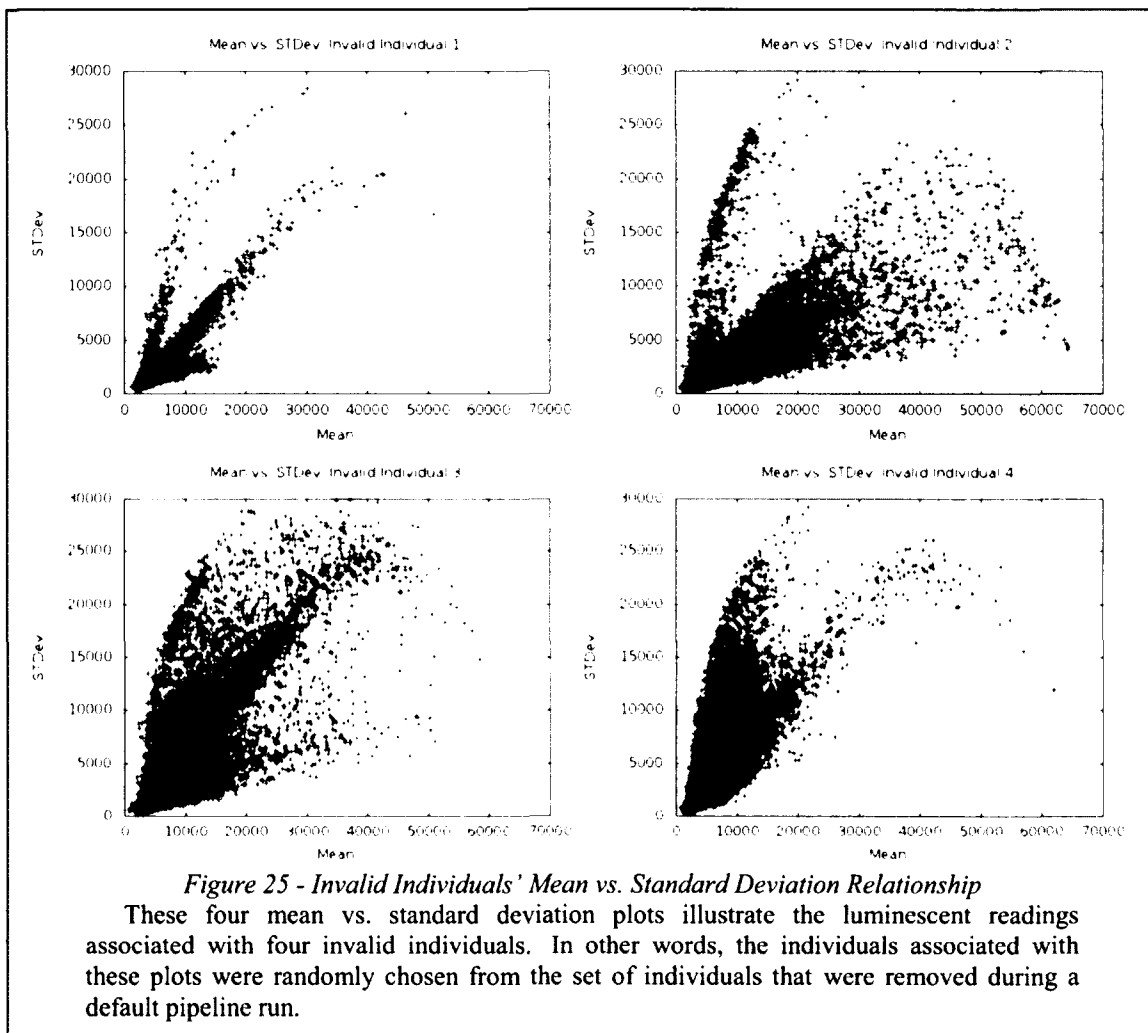 Mean vs. STDev Invalid Individual 1
30000
25000
20000
15000
10000
5000
0
STDev
0 10000 20000 30000 40000 50000 60000 70000
Mean
Mean vs. STDev Invalid Individual 2
30000
25000
20000
15000
10000
5000
0
STDev
0 10000 20000 30000 40000 50000 60000 70000
Mean
Mean vs. STDev Invalid Individual 3
30000
25000
20000
15000
10000
5000
0
STDev
0 10000 20000 30000 40000 50000 60000 70000
Mean
Mean vs. STDev Invalid Individual 4
30000
25000
20000
15000
10000
5000
0
STDev
0 10000 20000 30000 40000 50000 60000 70000
Mean
Figure 25 - Invalid Individuals' Mean vs. Standard Deviation Relationship
These four mean vs. standard deviation plots illustrate the luminescent readings
associated with four invalid individuals. In other words, the individuals associated with
these plots were randomly chosen from the set of individuals that were removed during a
default pipeline run.